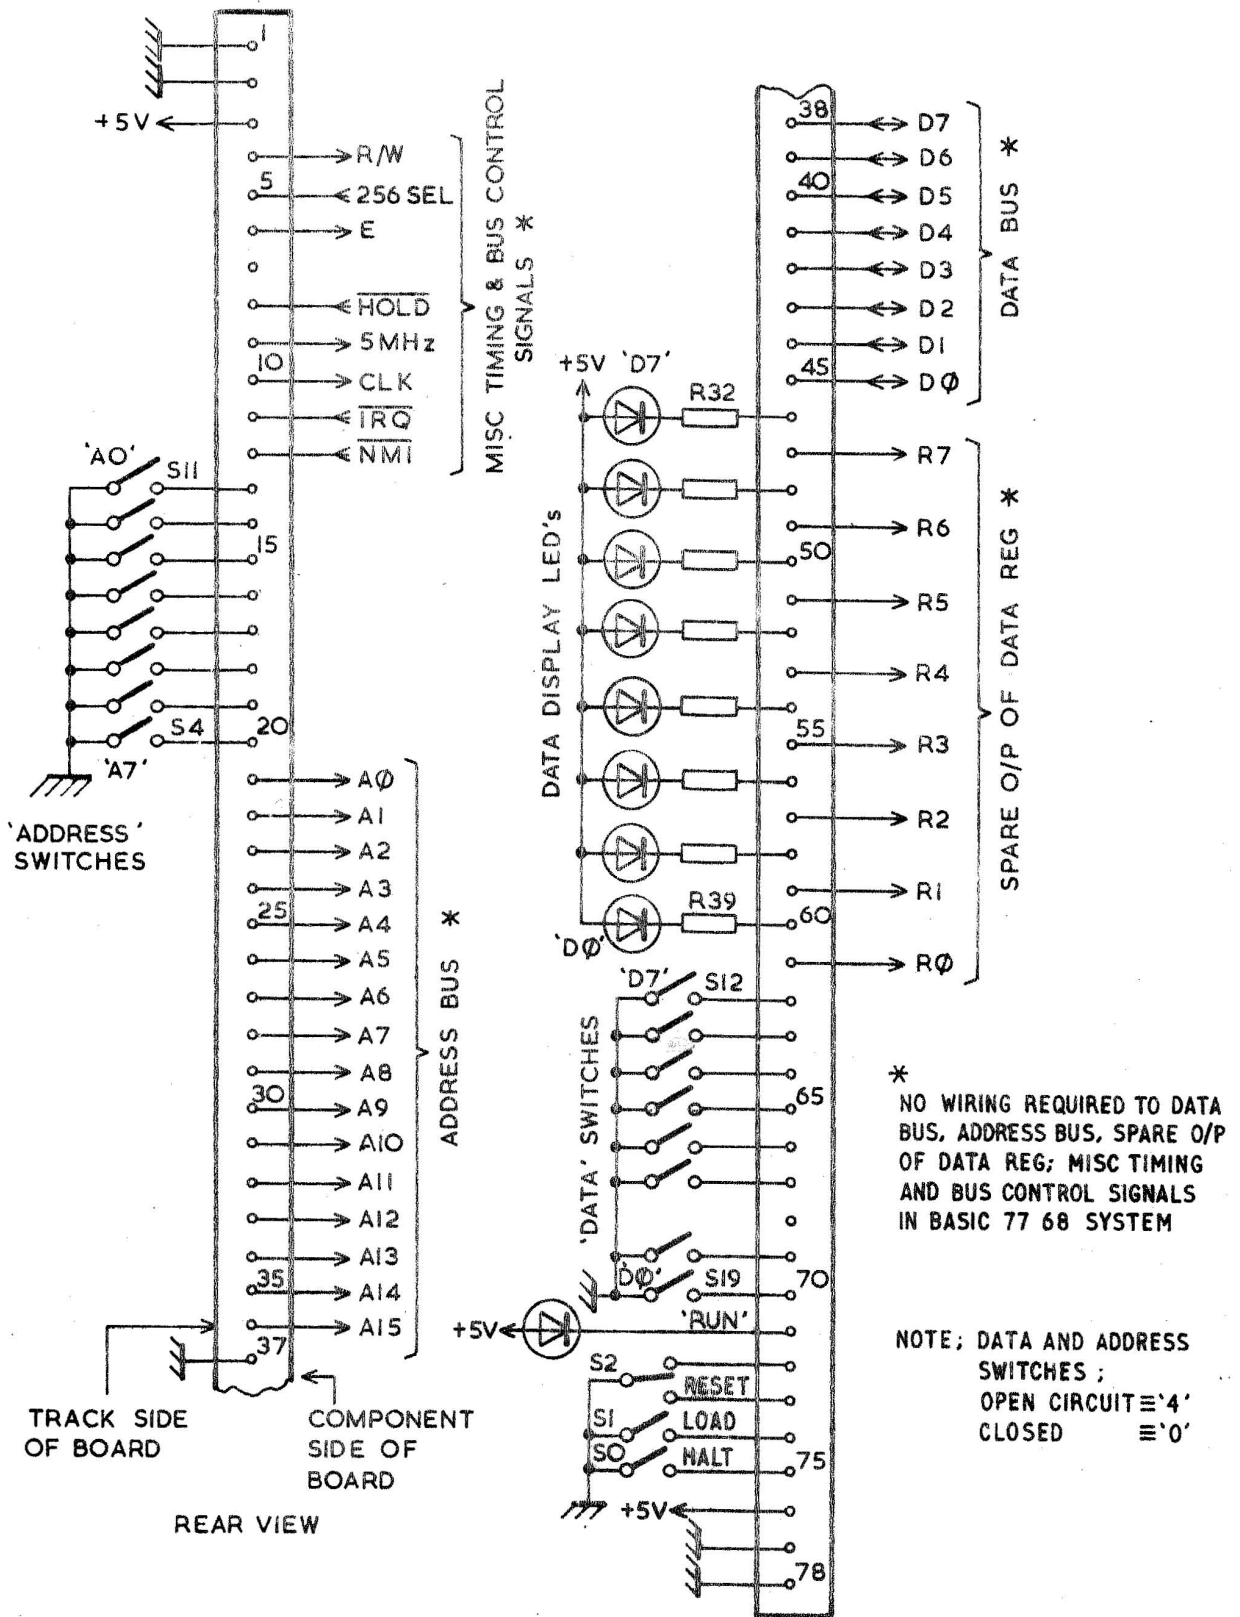 1
+5V
R/W
5
256 SEL
E
H̅O̅L̅D̅
5MHz
10
CLK
I̅R̅Q̅
N̅M̅I̅
MISC TIMING & BUS CONTROL
SIGNALS *
'AO'
S11
15
S4
20
'A7'
'ADDRESS'
SWITCHES
AØ
A1
A2
A3
25
A4
A5
A6
A7
A8
30
A9
A10
A11
A12
A13
35
A14
A15
37
ADDRESS BUS *
TRACK SIDE
OF BOARD
COMPONENT
SIDE OF
BOARD
REAR VIEW
38
D7
D6
40
D5
D4
D3
D2
D1
45
DØ
DATA BUS *
+5V
'D7'
R32
DATA DISPLAY LED's
R7
R6
50
R5
R4
55
R3
R2
R1
R39
60
'DØ'
RØ
SPARE O/P OF DATA REG *
'D7'
S12
'DATA' SWITCHES
65
'DØ'
S19
70
+5V
'RUN'
S2
RESET
S1
LOAD
SO
HALT
75
+5V
78
*
NO WIRING REQUIRED TO DATA
BUS, ADDRESS BUS, SPARE O/P
OF DATA REG; MISC TIMING
AND BUS CONTROL SIGNALS
IN BASIC 77 68 SYSTEM
NOTE; DATA AND ADDRESS
SWITCHES ;
OPEN CIRCUIT ≡ '4'
CLOSED ≡ '0'